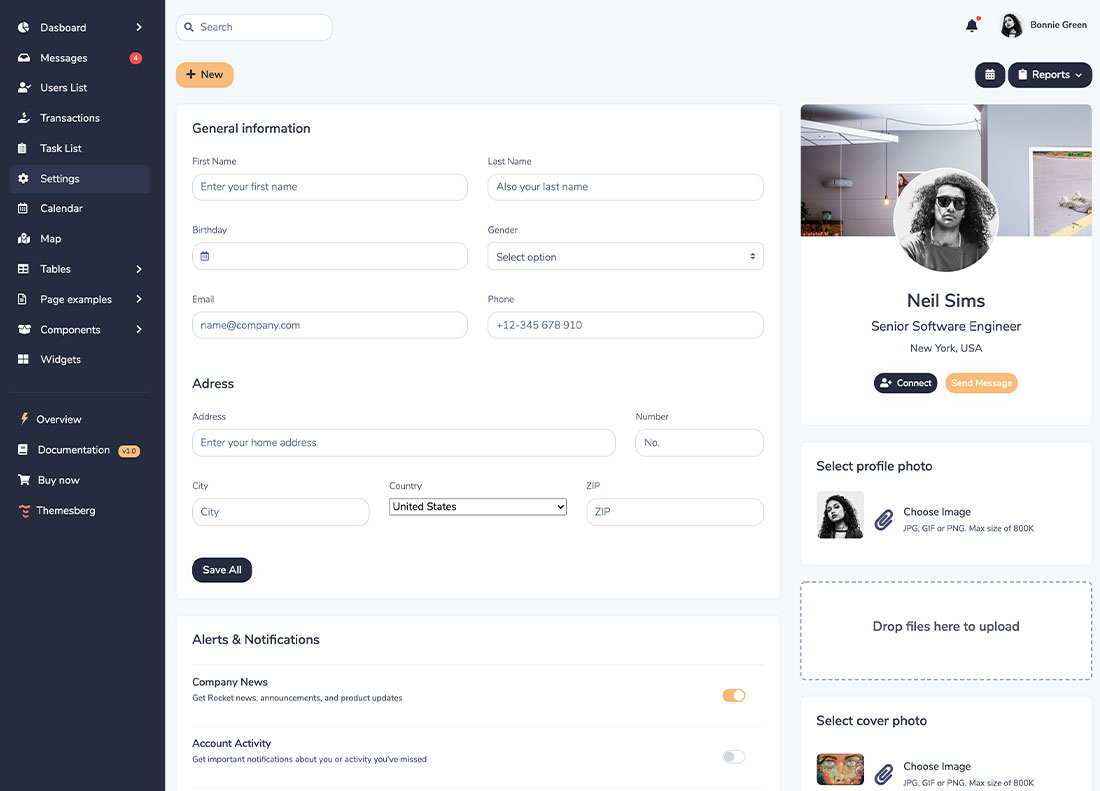 Dasboard
Messages
4
Users List
Transactions
Task List
Settings
Calendar
Map
Tables
Page examples
Components
Widgets
Overview
Documentation v1.0
Buy now
Themesberg
Search
Bonnie Green
New
Reports
General information
First Name
Last Name
Enter your first name
Also your last name
Birthday
Gender
Select option
Email
Phone
name@company.com
+12-345 678 910
Adress
Address
Number
Enter your home address
No.
City
Country
ZIP
City
United States
ZIP
Save All
Alerts & Notifications
Company News
Get Rocket news, announcements, and product updates
Account Activity
Get important notifications about you or activity you've missed
Neil Sims
Senior Software Engineer
New York, USA
Connect
Send Message
Select profile photo
Choose Image
JPG, GIF or PNG. Max size of 800K
Drop files here to upload
Select cover photo
Choose Image
JPG, GIF or PNG. Max size of 800K